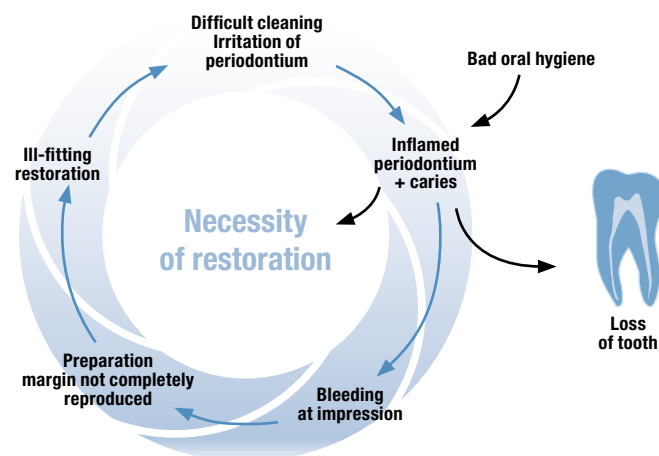 Difficult cleaning
Irritation of
periodontium
Bad oral hygiene
Inflamed
periodontium
+ caries
Ill-fitting
restoration
Necessity
of restoration
Loss
of tooth
Preparation
margin not completely
reproduced
Bleeding
at impression